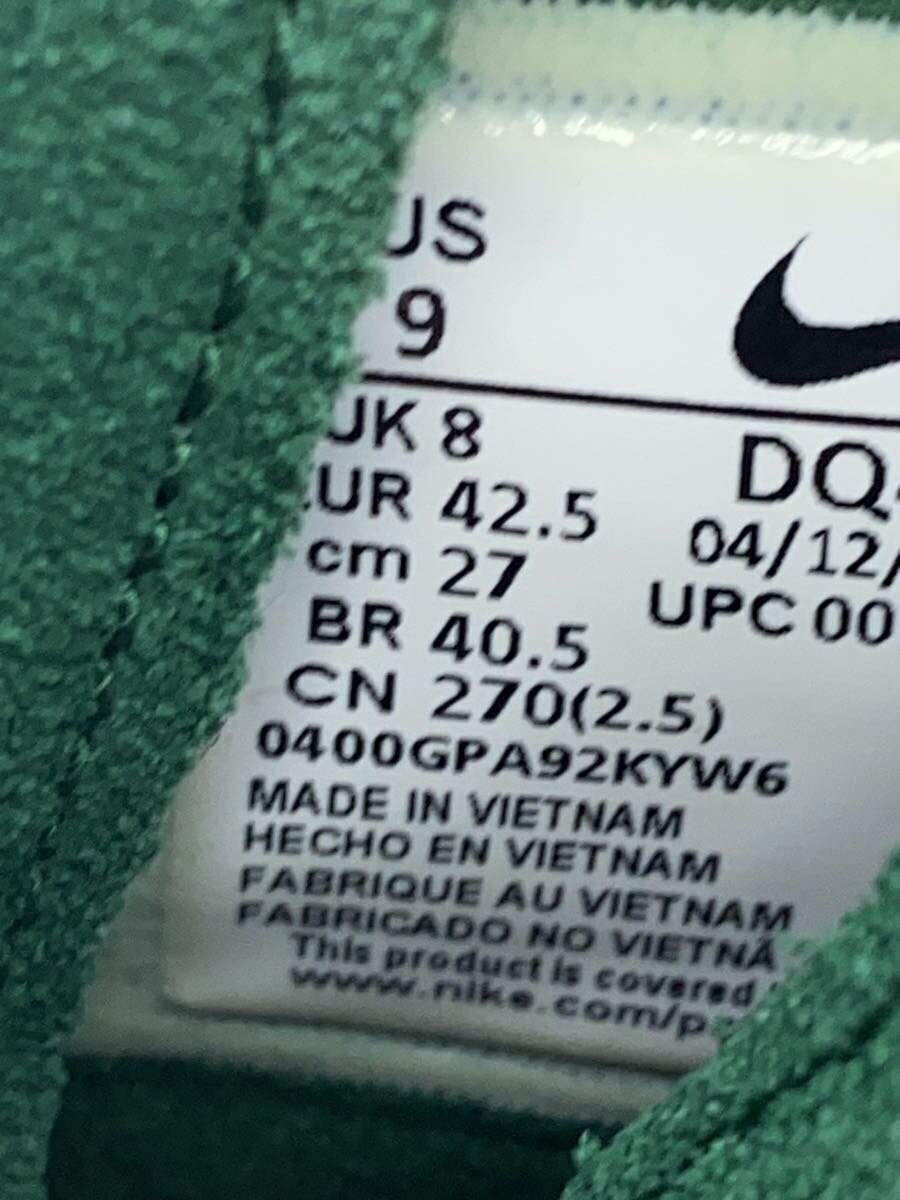 US
9
UK 8
EUR 42.5
cm 27
BR 40.5
CN 270(2.5)
DQ
04/12/
UPC 00
0400GPA92KYW6
MADE IN VIETNAM
HECHO EN VIETNAM
FABRIQUE AU VIETNAM
FABRICADO NO VIETNÃ
This product is covered
www.nike.com/p